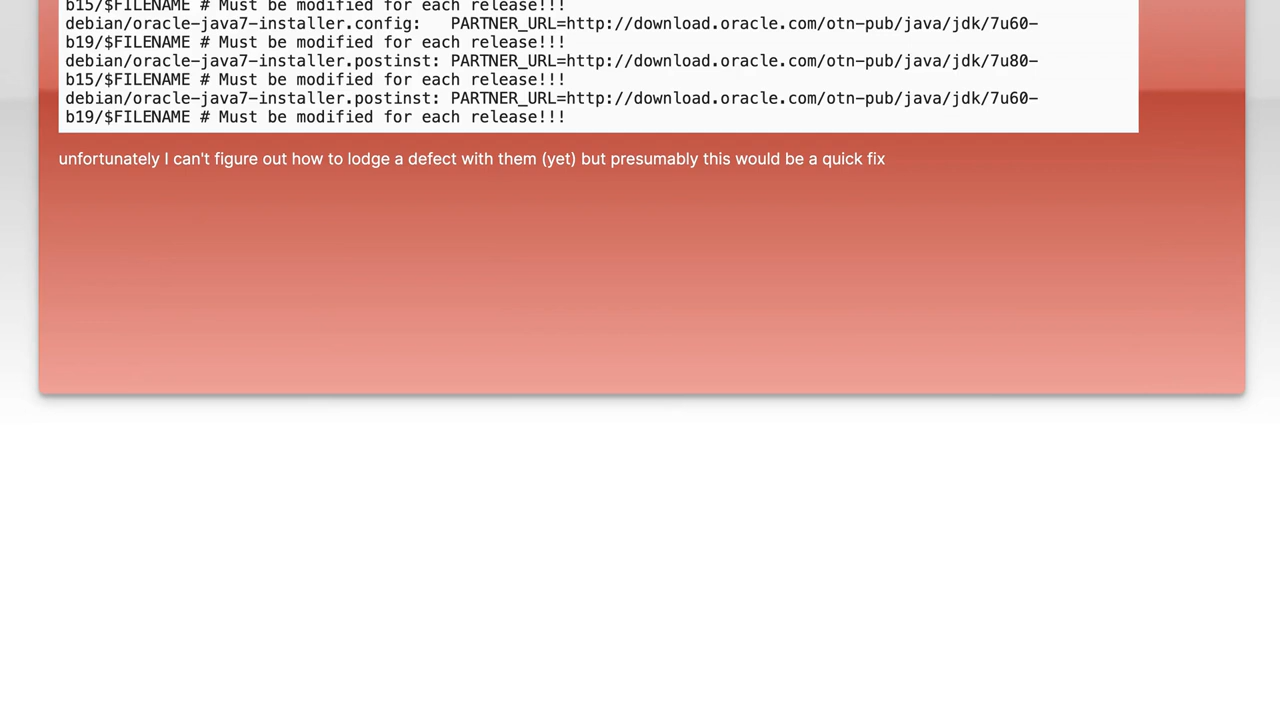 b15/$FILENAME # Must be modified for each release!!!
debian/oracle-java7-installer.config:   PARTNER_URL=http://download.oracle.com/otn-pub/java/jdk/7u60-
b19/$FILENAME # Must be modified for each release!!!
debian/oracle-java7-installer.postinst: PARTNER_URL=http://download.oracle.com/otn-pub/java/jdk/7u80-
b15/$FILENAME # Must be modified for each release!!!
debian/oracle-java7-installer.postinst: PARTNER_URL=http://download.oracle.com/otn-pub/java/jdk/7u60-
b19/$FILENAME # Must be modified for each release!!!
unfortunately I can't figure out how to lodge a defect with them (yet) but presumably this would be a quick fix